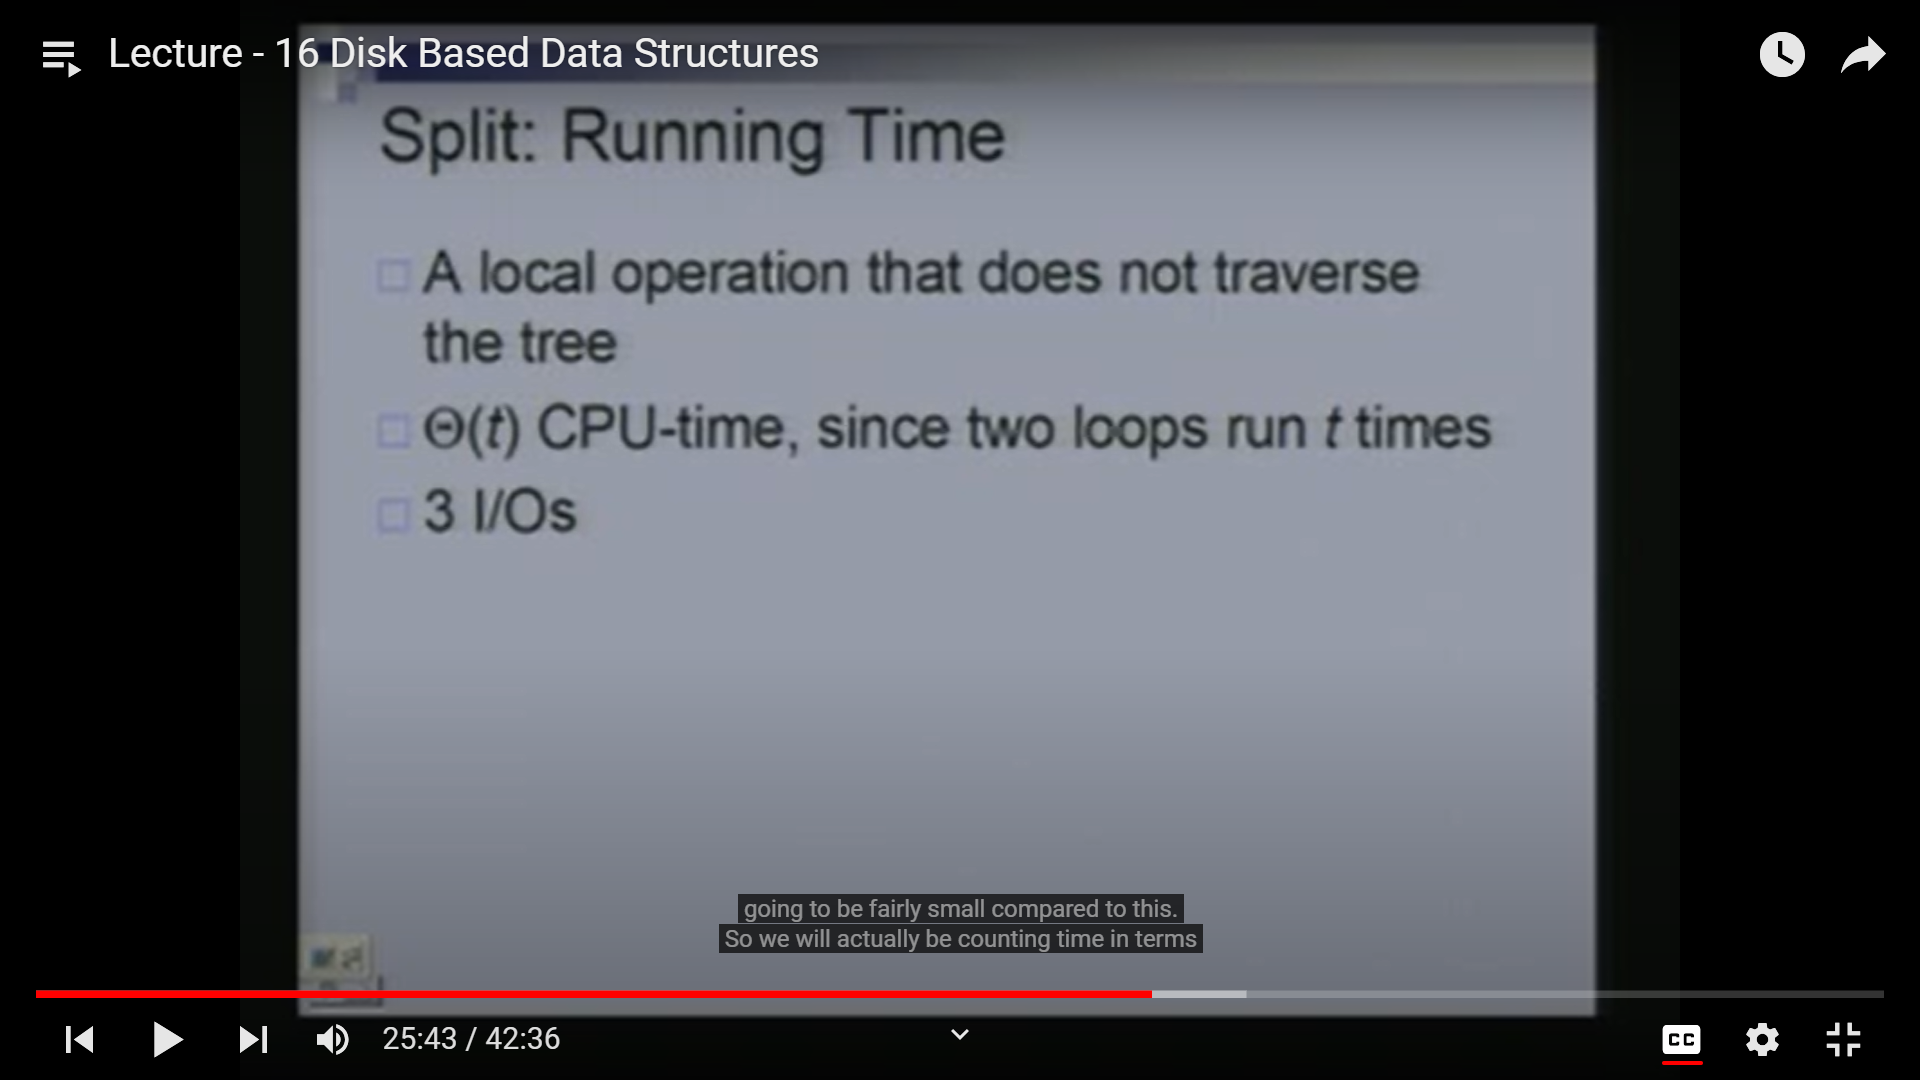 Lecture - 16 Disk Based Data Structures
Split: Running Time
A local operation that does not traverse
the tree
Θ(t) CPU-time, since two loops run t times
3 I/Os
going to be fairly small compared to this.
So we will actually be counting time in terms
25:43 / 42:36
CC